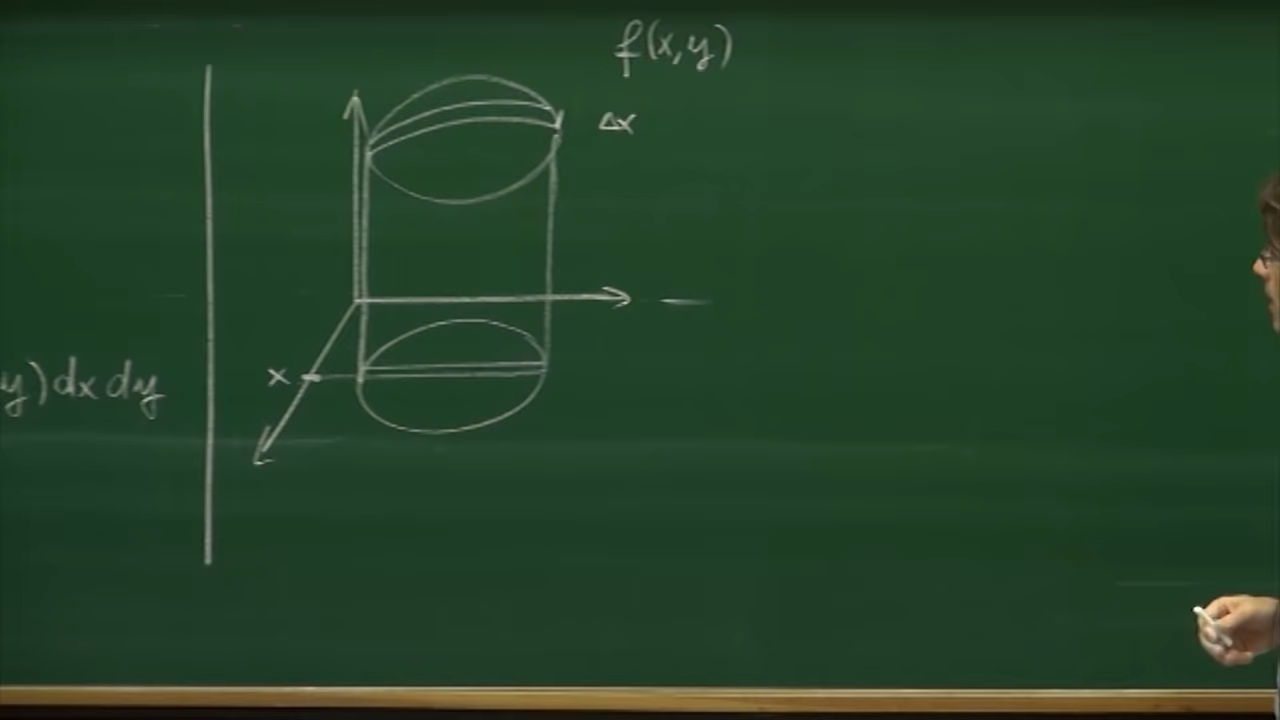 f(x,y)
Δx
x
y)dx dy